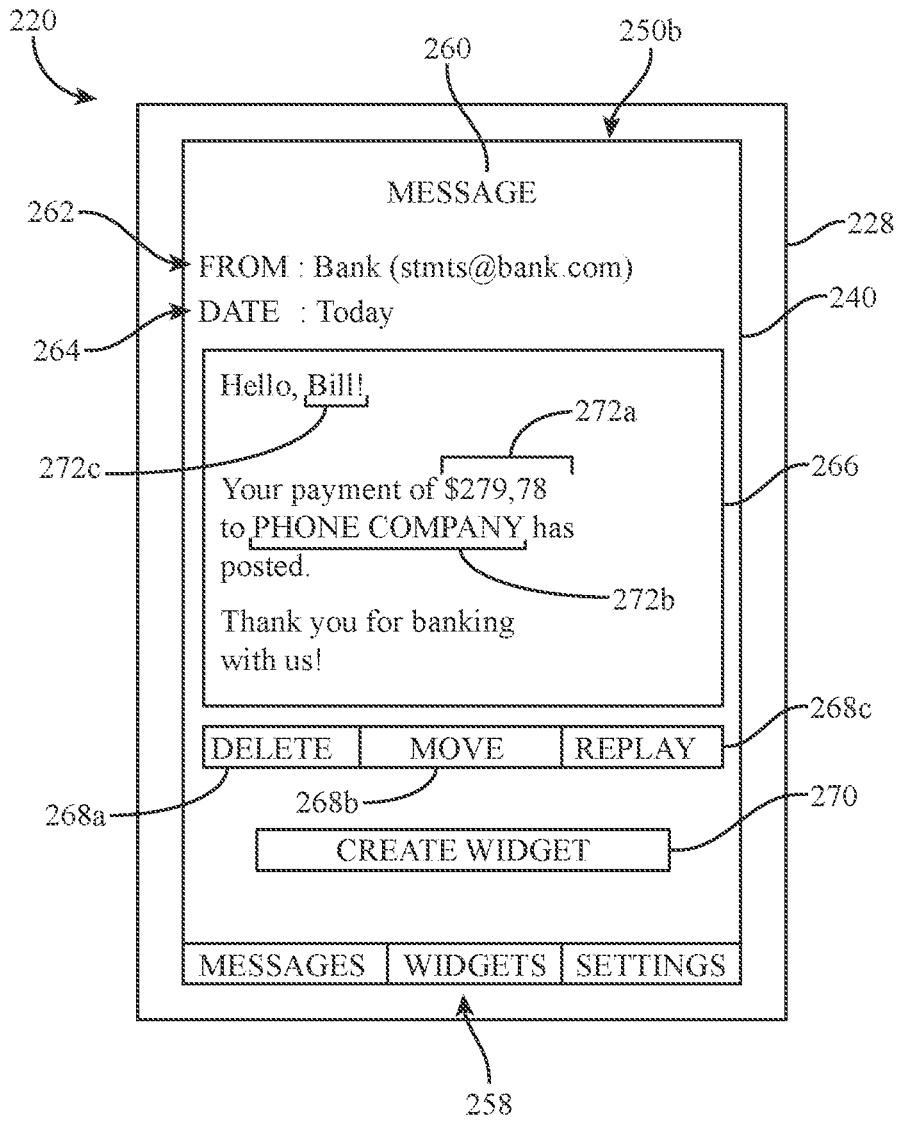 220
260
250b
MESSAGE
262
228
FROM : Bank (stmts@bank.com)
240
DATE : Today
264
Hello, Bill!
272a
272c
266
Your payment of $279,78
to PHONE COMPANY has
posted.
272b
Thank you for banking
with us!
268c
DELETE MOVE REPLAY
268a
268b
270
CREATE WIDGET
MESSAGES WIDGETS SETTINGS
258